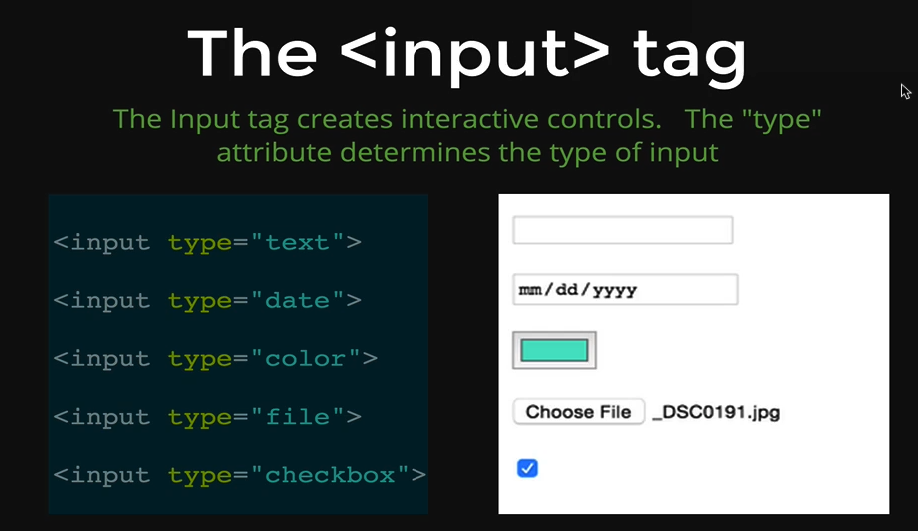 The <input> tag
The Input tag creates interactive controls. The "type"
attribute determines the type of input
<input type="text">
<input type="date">
<input type="color">
<input type="file">
<input type="checkbox">
mm/dd/yyyy
Choose File _DSC0191.jpg